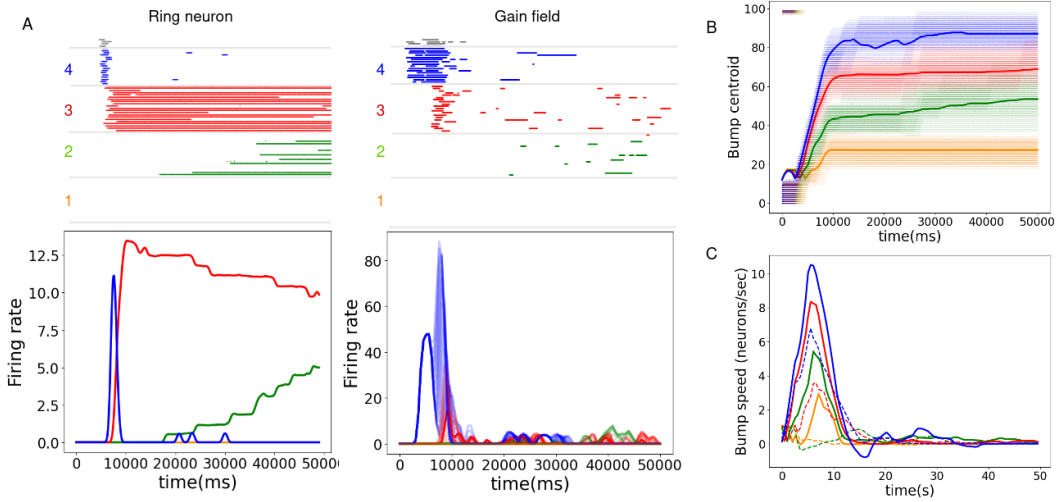 A
Ring neuron
Gain field
4
3
2
1
4
3
2
1
Firing rate
12.5
10.0
7.5
5.0
2.5
0.0
0 10000 20000 30000 40000 50000
time(ms)
Firing rate
80
60
40
20
0
0 10000 20000 30000 40000 50000
time(ms)
B
Bump centroid
100
80
60
40
20
0
0 10000 20000 30000 40000 50000
time(ms)
C
Bump speed (neurons/sec)
10
8
6
4
2
0
0 10 20 30 40 50
time(s)